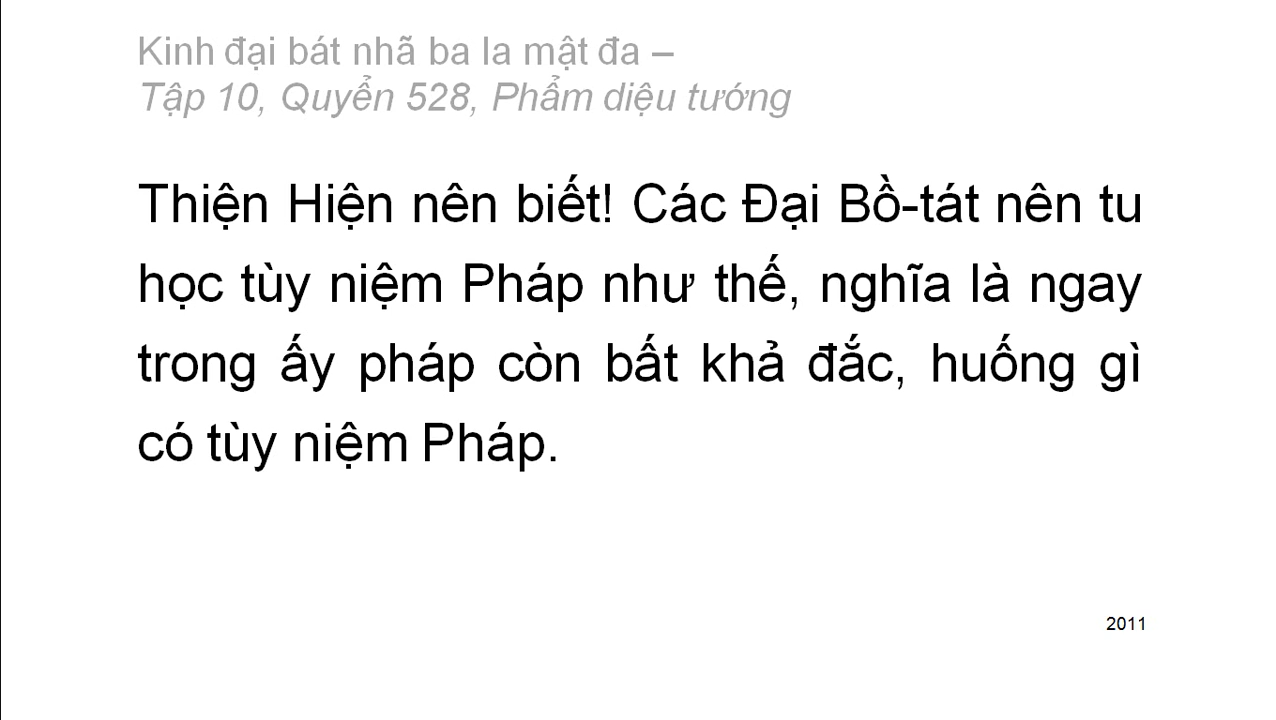 Kinh đại bát nhã ba la mật đa –
Tập 10, Quyển 528, Phẩm diệu tướng
Thiện Hiện nên biết! Các Đại Bồ-tát nên tu
học tùy niệm Pháp như thế, nghĩa là ngay
trong ấy pháp còn bất khả đắc, huống gì
có tùy niệm Pháp.
2011